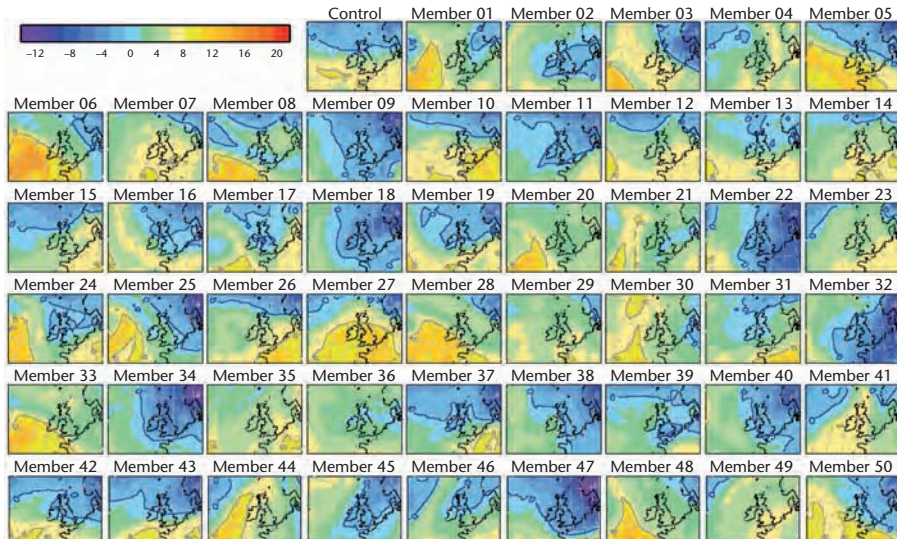 Control Member 01 Member 02 Member 03 Member 04 Member 05
−12 −8 −4 0 4 8 12 16 20
Member 06 Member 07 Member 08 Member 09 Member 10 Member 11 Member 12 Member 13 Member 14
Member 15 Member 16 Member 17 Member 18 Member 19 Member 20 Member 21 Member 22 Member 23
Member 24 Member 25 Member 26 Member 27 Member 28 Member 29 Member 30 Member 31 Member 32
Member 33 Member 34 Member 35 Member 36 Member 37 Member 38 Member 39 Member 40 Member 41
Member 42 Member 43 Member 44 Member 45 Member 46 Member 47 Member 48 Member 49 Member 50